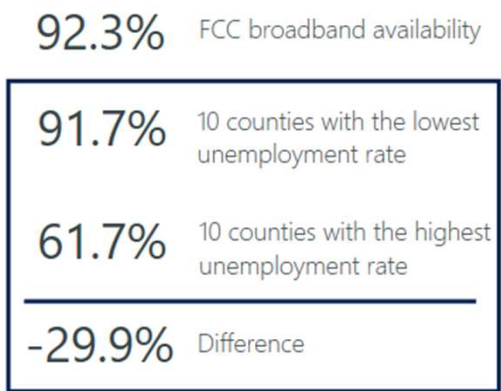 92.3% FCC broadband availability
91.7% 10 counties with the lowest
unemployment rate
61.7% 10 counties with the highest
unemployment rate
-29.9% Difference